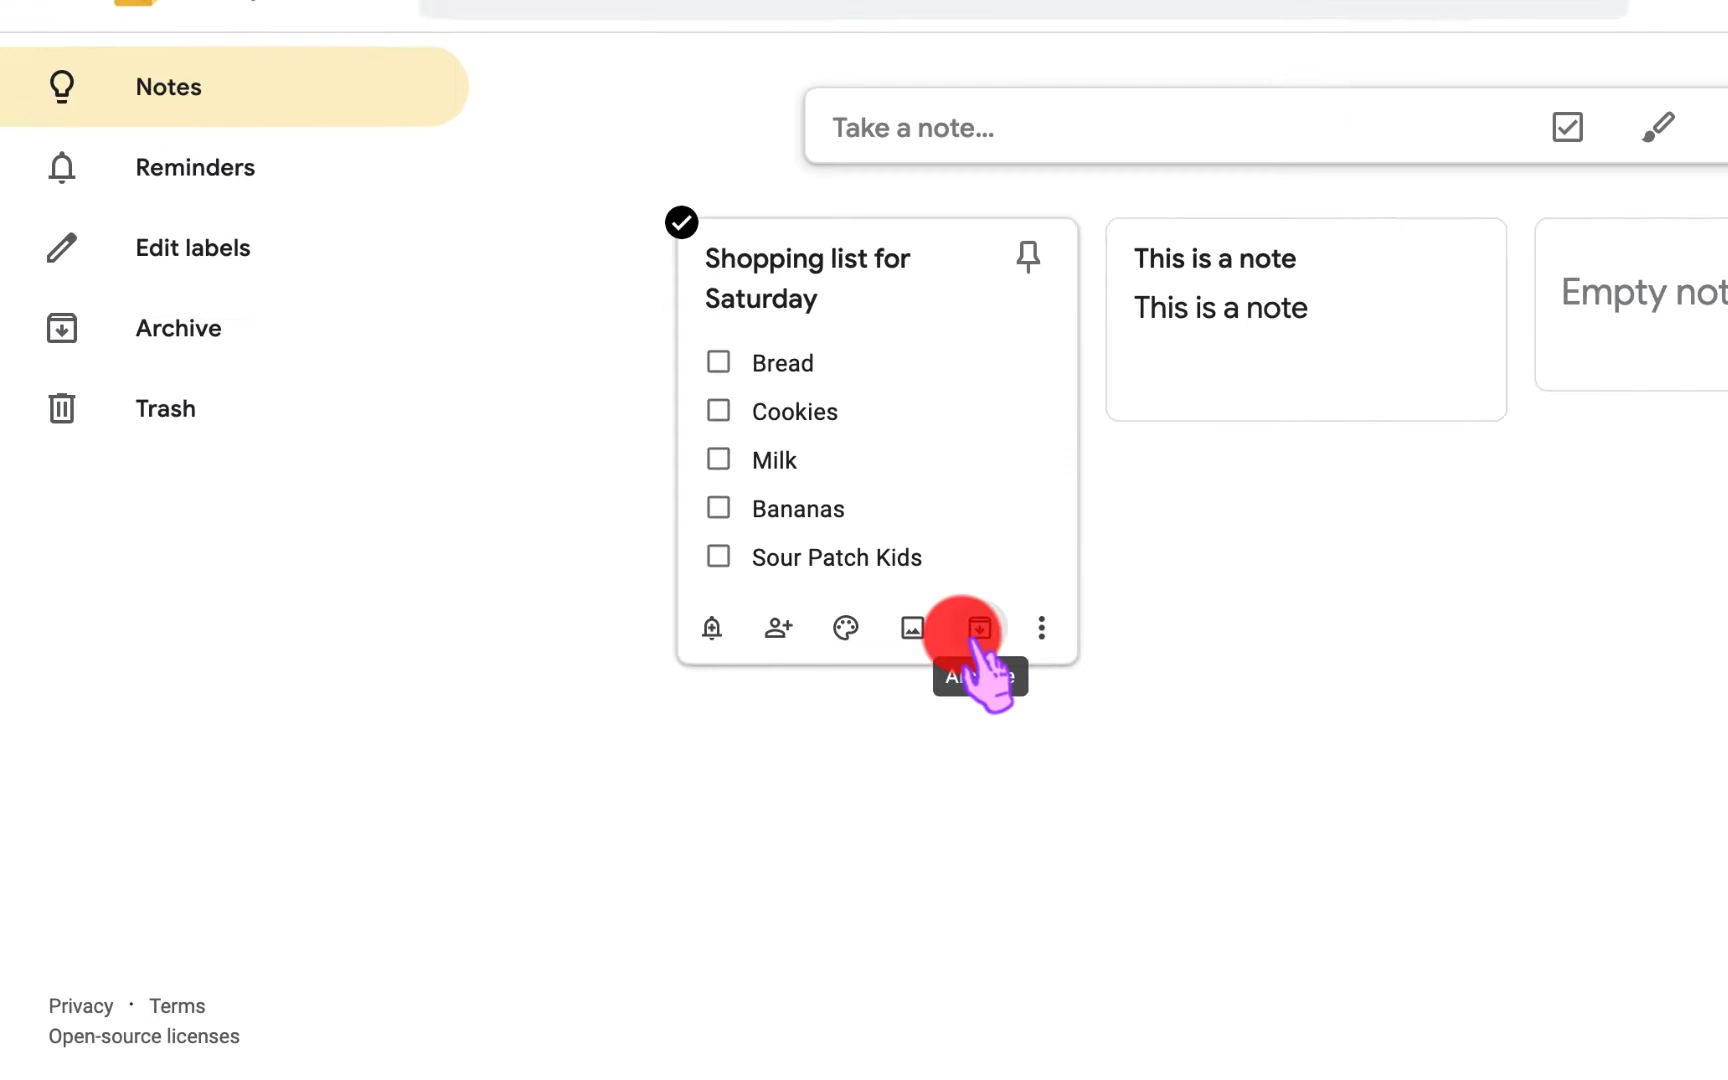 Notes
Reminders
Edit labels
Archive
Trash
Take a note...
Shopping list for
Saturday
Bread
Cookies
Milk
Bananas
Sour Patch Kids
This is a note
This is a note
Empty
Privacy · Terms
Open-source licenses